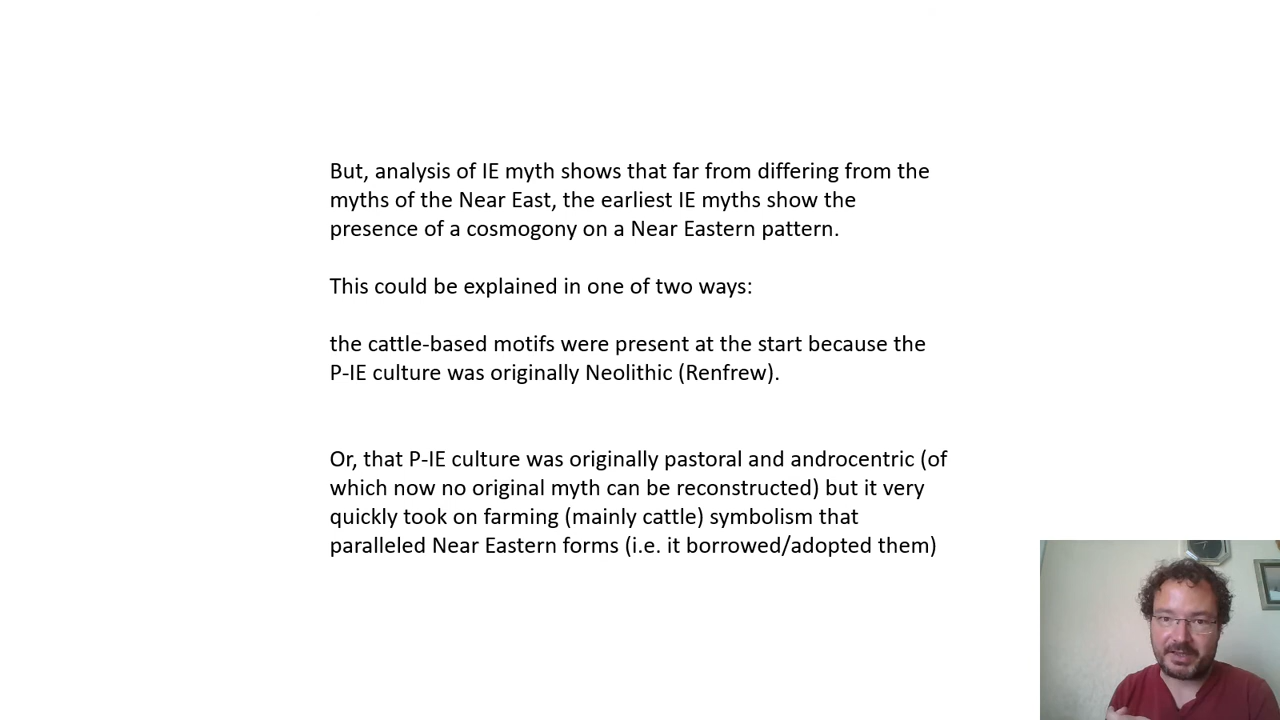 But, analysis of IE myth shows that far from differing from the
myths of the Near East, the earliest IE myths show the
presence of a cosmogony on a Near Eastern pattern.
This could be explained in one of two ways:
the cattle-based motifs were present at the start because the
P-IE culture was originally Neolithic (Renfrew).
Or, that P-IE culture was originally pastoral and androcentric (of
which now no original myth can be reconstructed) but it very
quickly took on farming (mainly cattle) symbolism that
paralleled Near Eastern forms (i.e. it borrowed/adopted them)